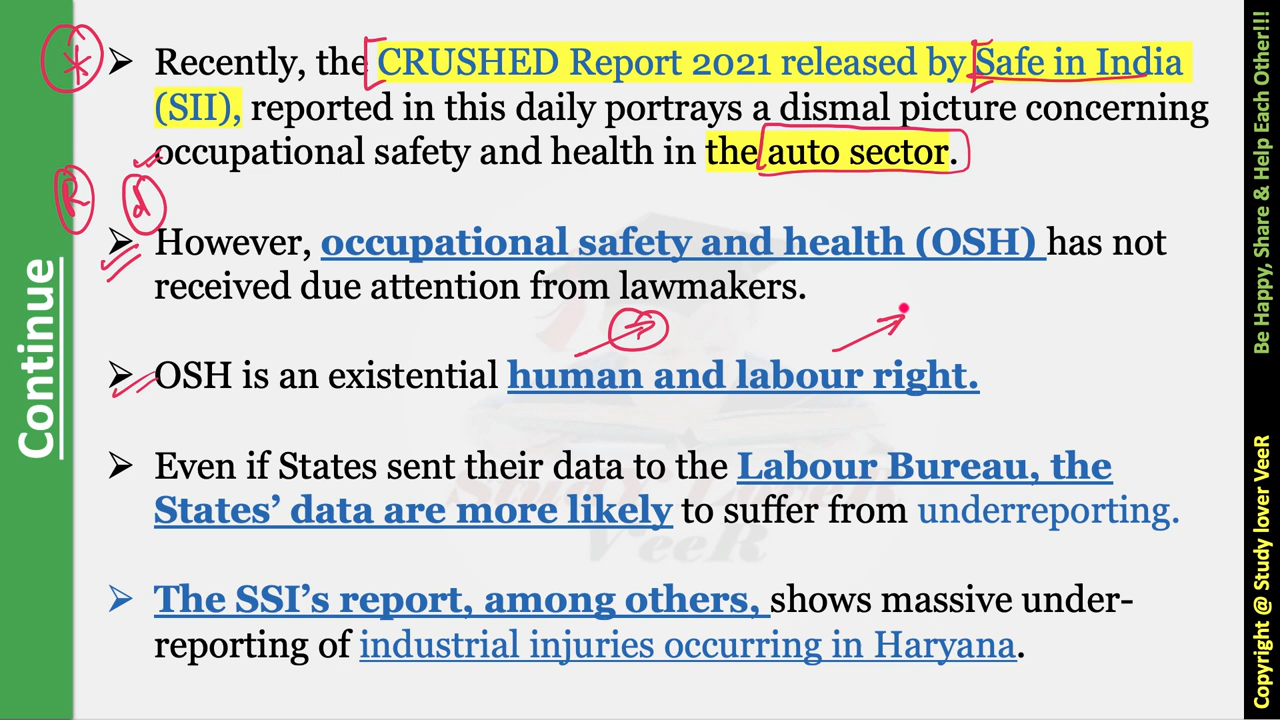 Recently, the CRUSHED Report 2021 released by Safe in India
(SII), reported in this daily portrays a dismal picture concerning
occupational safety and health in the auto sector.
R
d
However, occupational safety and health (OSH) has not
received due attention from lawmakers.
OSH is an existential human and labour right.
Even if States sent their data to the Labour Bureau, the
States’ data are more likely to suffer from underreporting.
The SSI’s report, among others, shows massive under-
reporting of industrial injuries occurring in Haryana.
Continue
Be Happy, Share & Help Each Other!!!
Copyright @ Study lover VeeR
VeeR